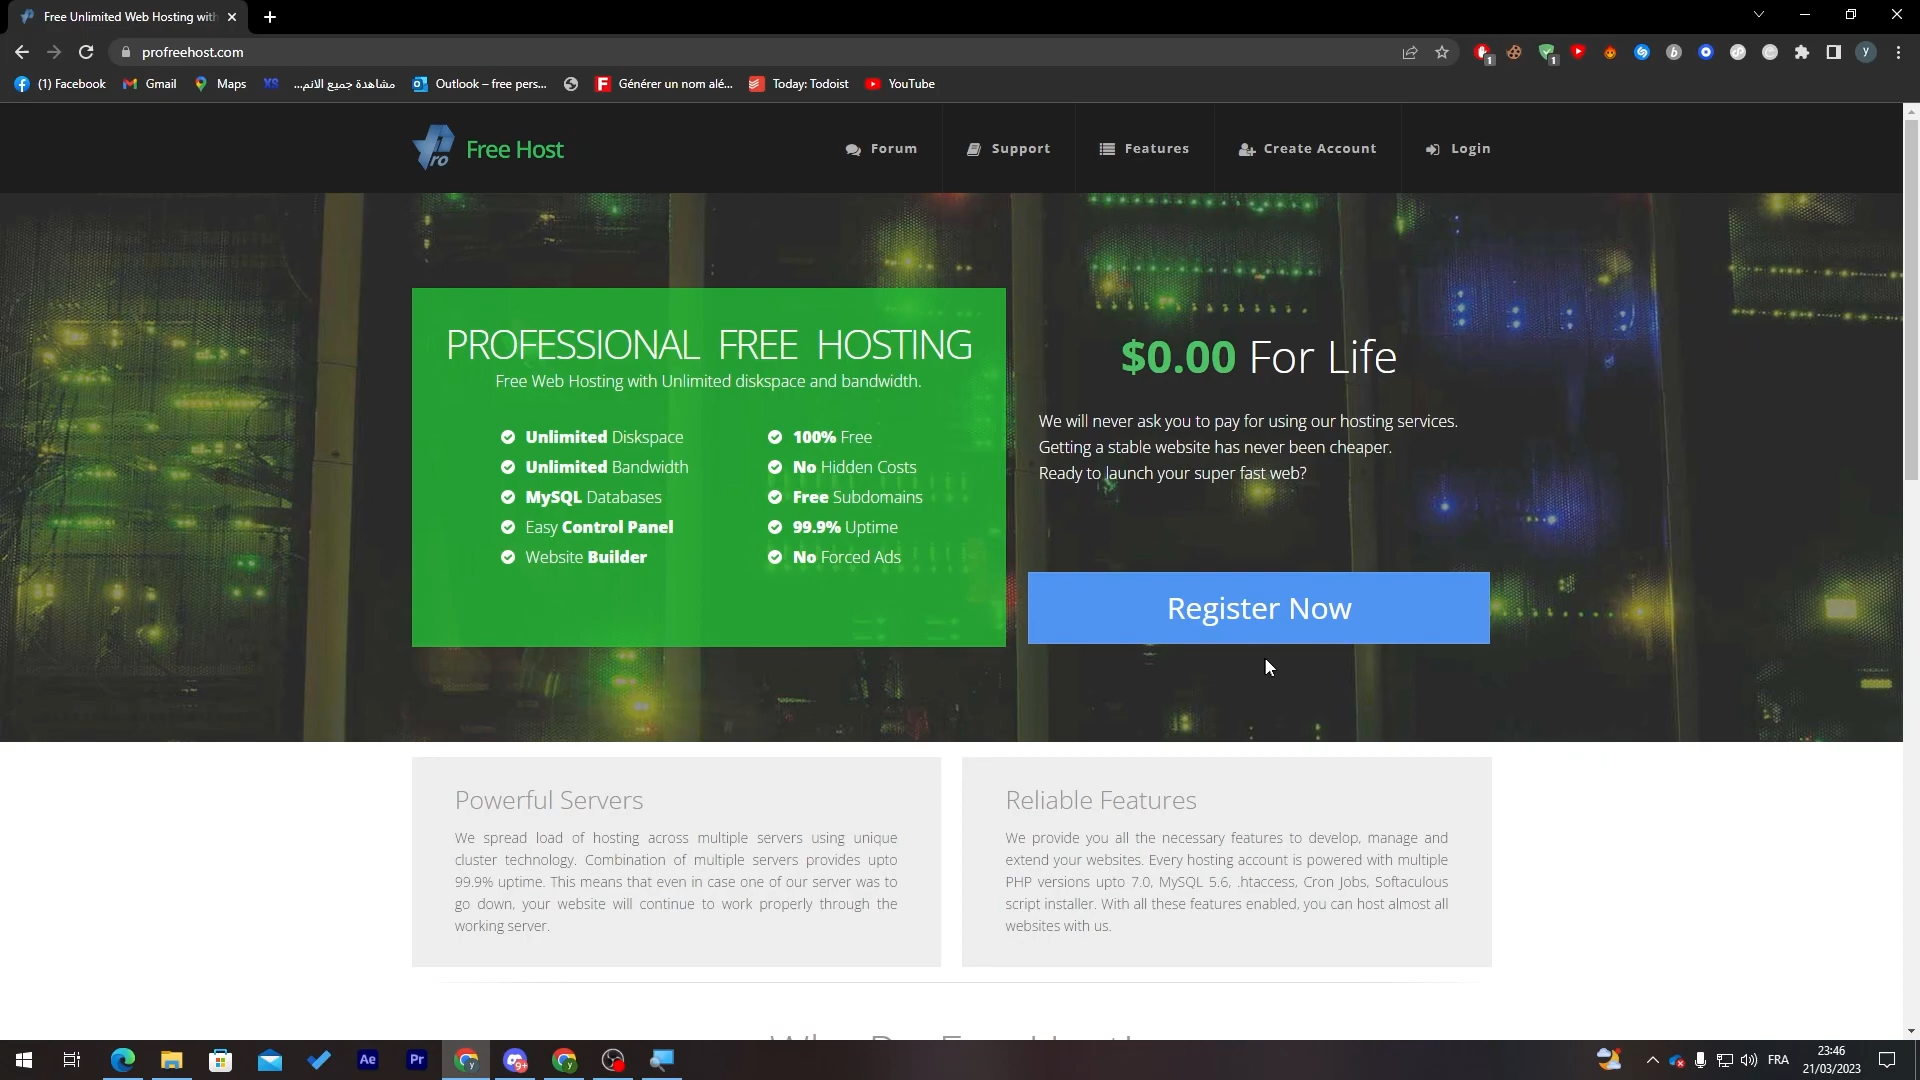 Free Unlimited Web Hosting with
profreehost.com
1
1
y
(1) Facebook
Gmail
Maps
XS
مشاهدة جميع الانم...
Outlook – free pers...
Générer un nom alé...
Today: Todoist
YouTube
ro
Free Host
Forum
Support
Features
Create Account
Login
PROFESSIONAL FREE HOSTING
Free Web Hosting with Unlimited diskspace and bandwidth.
Unlimited Diskspace
Unlimited Bandwidth
MySQL Databases
Easy Control Panel
Website Builder
100% Free
No Hidden Costs
Free Subdomains
99.9% Uptime
No Forced Ads
$0.00 For Life
We will never ask you to pay for using our hosting services.
Getting a stable website has never been cheaper.
Ready to launch your super fast web?
Register Now
Powerful Servers
We spread load of hosting across multiple servers using unique
cluster technology. Combination of multiple servers provides upto
99.9% uptime. This means that even in case one of our server was to
go down, your website will continue to work properly through the
working server.
Reliable Features
We provide you all the necessary features to develop, manage and
extend your websites. Every hosting account is powered with multiple
PHP versions upto 7.0, MySQL 5.6, .htaccess, Cron Jobs, Softaculous
script installer. With all these features enabled, you can host almost all
websites with us.
Ae
Pr
9+
FRA
23:46
21/03/2023